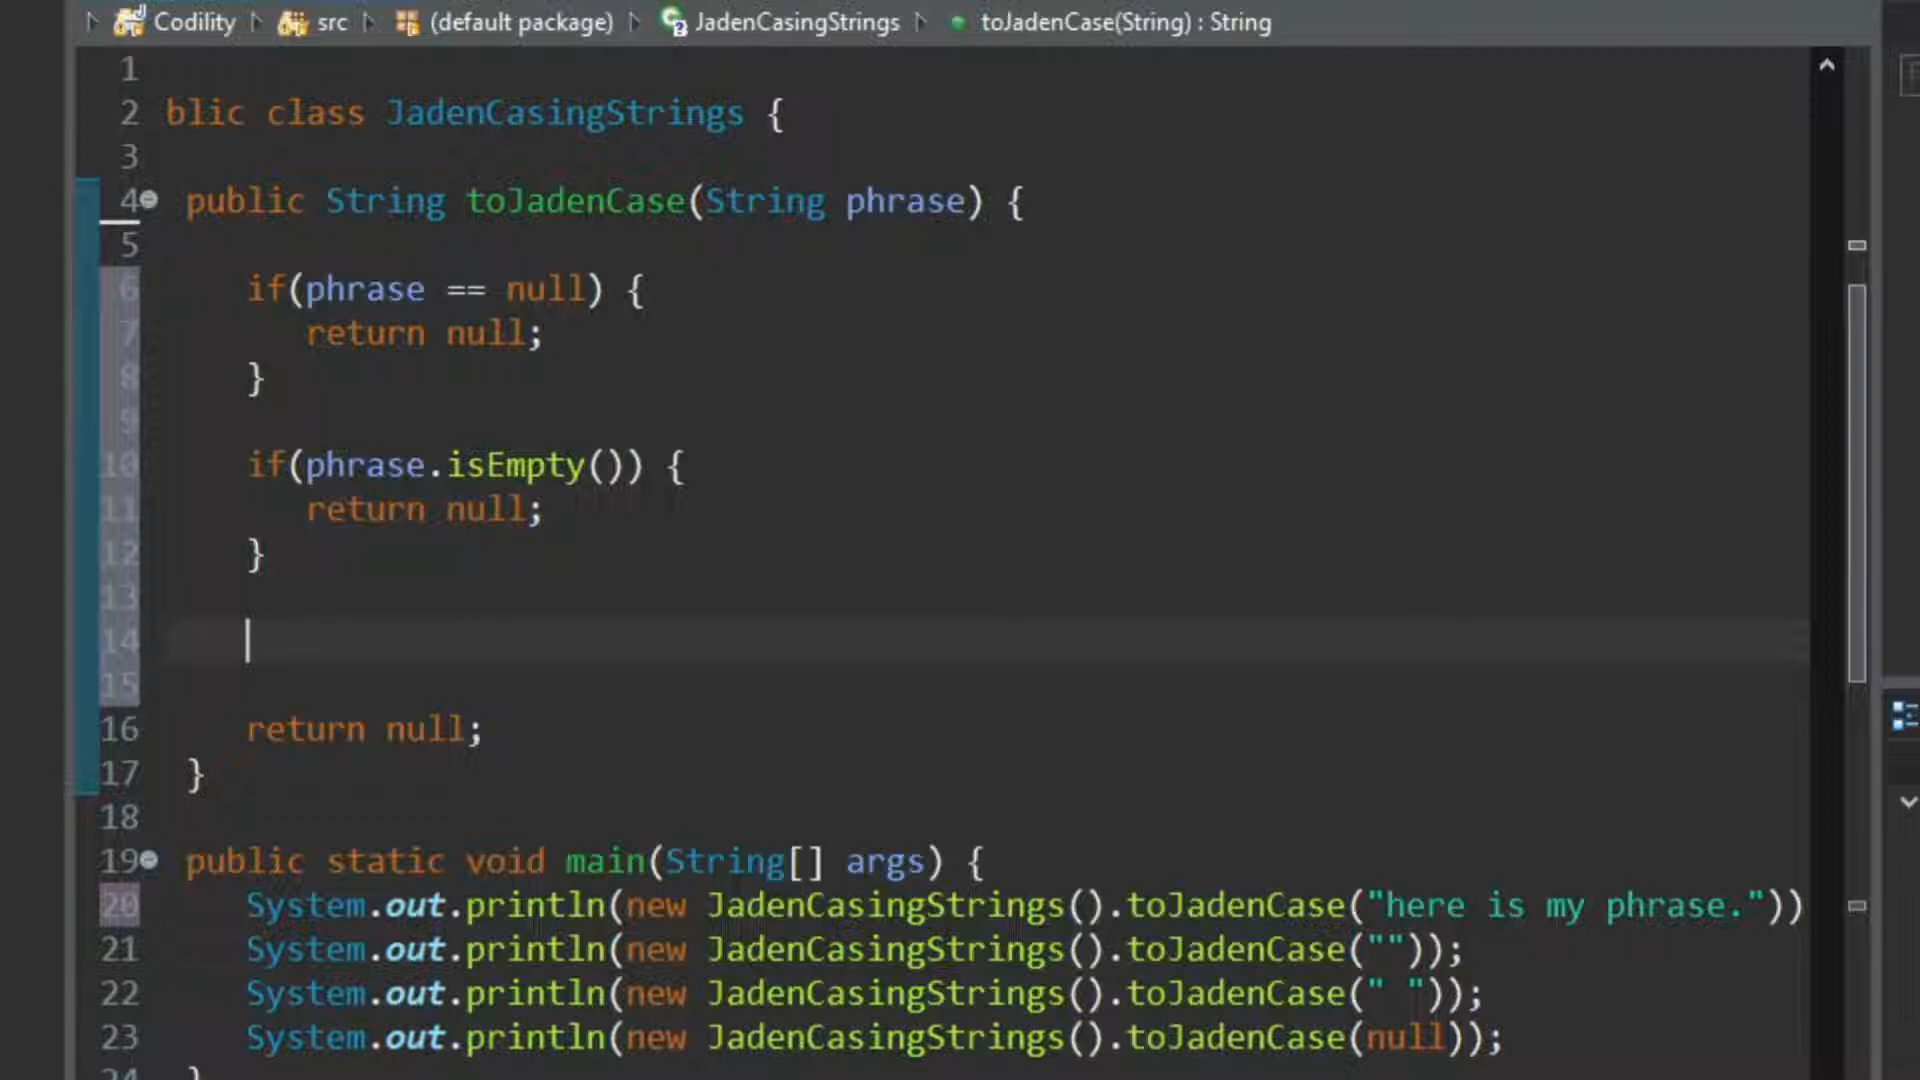 Codility src (default package) JadenCasingStrings toJadenCase(String) : String
1
2 blic class JadenCasingStrings {
3
4 public String toJadenCase(String phrase) {
5
6 if(phrase == null) {
7 return null;
8 }
9
10 if(phrase.isEmpty()) {
11 return null;
12 }
13
14
15
16 return null;
17 }
18
19 public static void main(String[] args) {
20 System.out.println(new JadenCasingStrings().toJadenCase("here is my phrase."))
21 System.out.println(new JadenCasingStrings().toJadenCase(""));
22 System.out.println(new JadenCasingStrings().toJadenCase(" "));
23 System.out.println(new JadenCasingStrings().toJadenCase(null));
24 }